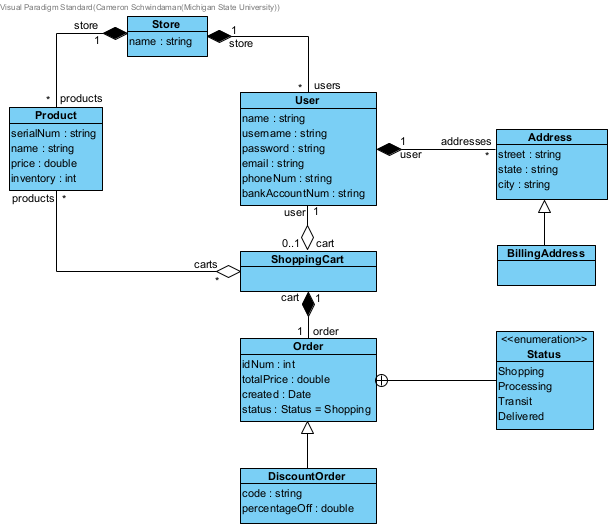 Visual Paradigm Standard(Cameron Schwindaman(Michigan State University))
Store
name : string
store
1
1
store
* products
* users
Product
serialNum : string
name : string
price : double
inventory : int
products *
User
name : string
username : string
password : string
email : string
phoneNum : string
bankAccountNum : string
1
user
addresses
*
Address
street : string
state : string
city : string
user 1
0..1 cart
BillingAddress
carts
*
ShoppingCart
cart 1
1 order
Order
idNum : int
totalPrice : double
created : Date
status : Status = Shopping
<<enumeration>>
Status
Shopping
Processing
Transit
Delivered
DiscountOrder
code : string
percentageOff : double